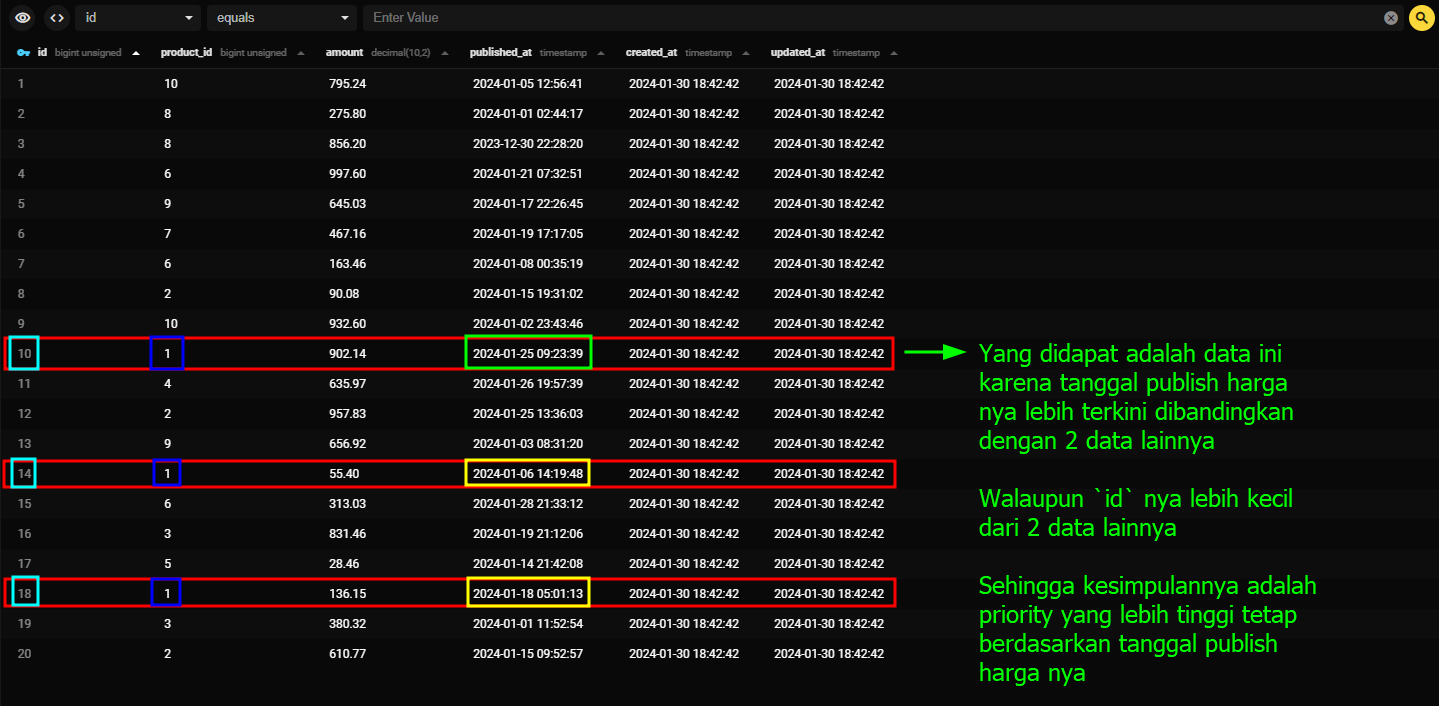 id equals Enter Value
id bigint unsigned product_id bigint unsigned amount decimal(10,2) published_at timestamp created_at timestamp updated_at timestamp
1 10 795.24 2024-01-05 12:56:41 2024-01-30 18:42:42 2024-01-30 18:42:42
2 8 275.80 2024-01-01 02:44:17 2024-01-30 18:42:42 2024-01-30 18:42:42
3 8 856.20 2023-12-30 22:28:20 2024-01-30 18:42:42 2024-01-30 18:42:42
4 6 997.60 2024-01-21 07:32:51 2024-01-30 18:42:42 2024-01-30 18:42:42
5 9 645.03 2024-01-17 22:26:45 2024-01-30 18:42:42 2024-01-30 18:42:42
6 7 467.16 2024-01-19 17:17:05 2024-01-30 18:42:42 2024-01-30 18:42:42
7 6 163.46 2024-01-08 00:35:19 2024-01-30 18:42:42 2024-01-30 18:42:42
8 2 90.08 2024-01-15 19:31:02 2024-01-30 18:42:42 2024-01-30 18:42:42
9 10 932.60 2024-01-02 23:43:46 2024-01-30 18:42:42 2024-01-30 18:42:42
10 1 902.14 2024-01-25 09:23:39 2024-01-30 18:42:42 2024-01-30 18:42:42
11 4 635.97 2024-01-26 19:57:39 2024-01-30 18:42:42 2024-01-30 18:42:42
12 2 957.83 2024-01-25 13:36:03 2024-01-30 18:42:42 2024-01-30 18:42:42
13 9 656.92 2024-01-03 08:31:20 2024-01-30 18:42:42 2024-01-30 18:42:42
14 1 55.40 2024-01-06 14:19:48 2024-01-30 18:42:42 2024-01-30 18:42:42
15 6 313.03 2024-01-28 21:33:12 2024-01-30 18:42:42 2024-01-30 18:42:42
16 3 831.46 2024-01-19 21:12:06 2024-01-30 18:42:42 2024-01-30 18:42:42
17 5 28.46 2024-01-14 21:42:08 2024-01-30 18:42:42 2024-01-30 18:42:42
18 1 136.15 2024-01-18 05:01:13 2024-01-30 18:42:42 2024-01-30 18:42:42
19 3 380.32 2024-01-01 11:52:54 2024-01-30 18:42:42 2024-01-30 18:42:42
20 2 610.77 2024-01-15 09:52:57 2024-01-30 18:42:42 2024-01-30 18:42:42
Yang didapat adalah data ini
karena tanggal publish harga
nya lebih terkini dibandingkan
dengan 2 data lainnya
Walaupun `id` nya lebih kecil
dari 2 data lainnya
Sehingga kesimpulannya adalah
priority yang lebih tinggi tetap
berdasarkan tanggal publish
harga nya